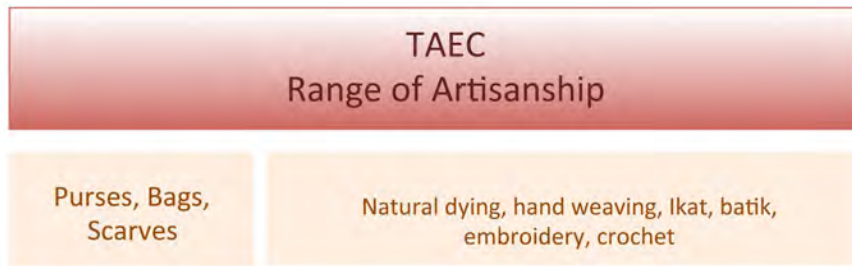 TAEC
Range of Artisanship
Purses, Bags,
Scarves
Natural dying, hand weaving, Ikat, batik,
embroidery, crochet